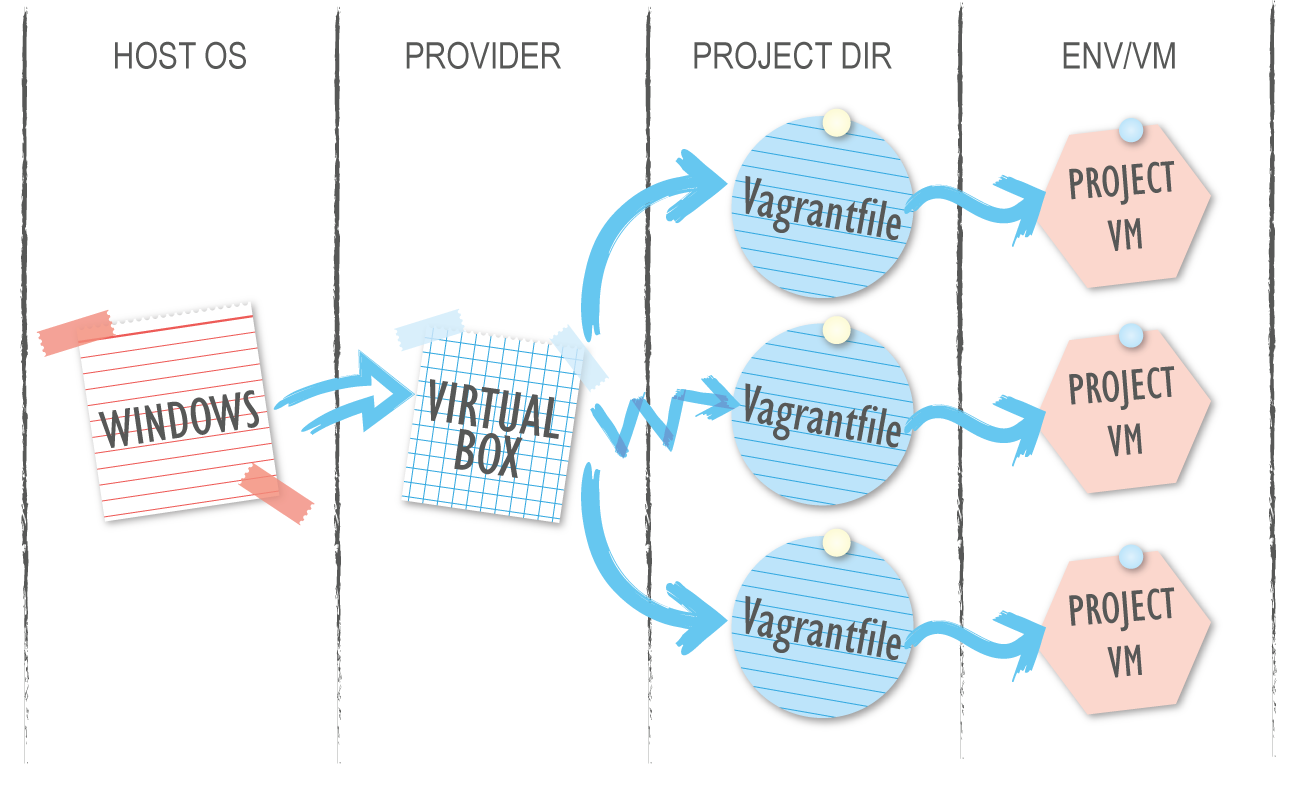 HOST OS
PROVIDER
PROJECT DIR
ENV/VM
WINDOWS
VIRTUAL
BOX
Vagrantfile
PROJECT
VM
Vagrantfile
PROJECT
VM
Vagrantfile
PROJECT
VM